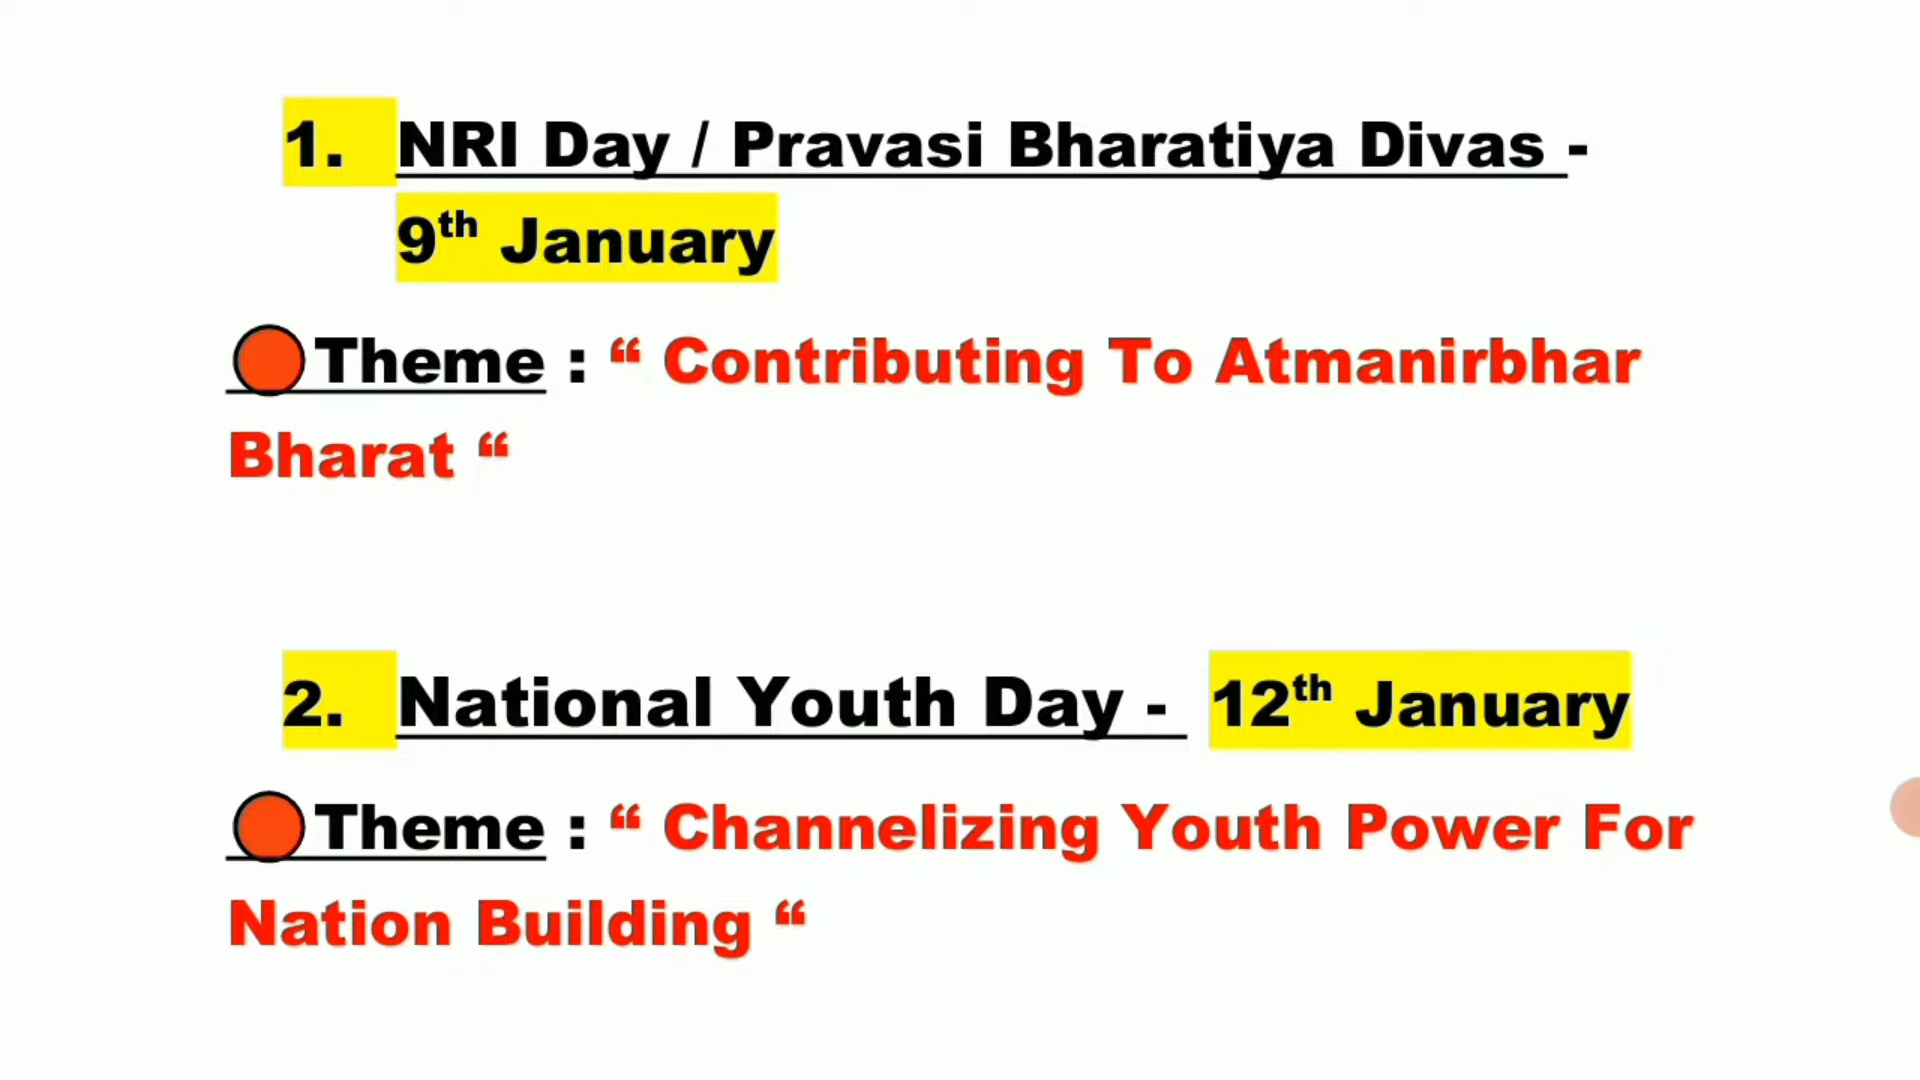 1. NRI Day / Pravasi Bharatiya Divas -
9th January
Theme : “ Contributing To Atmanirbhar
Bharat “
2. National Youth Day - 12th January
Theme : “ Channelizing Youth Power For
Nation Building “